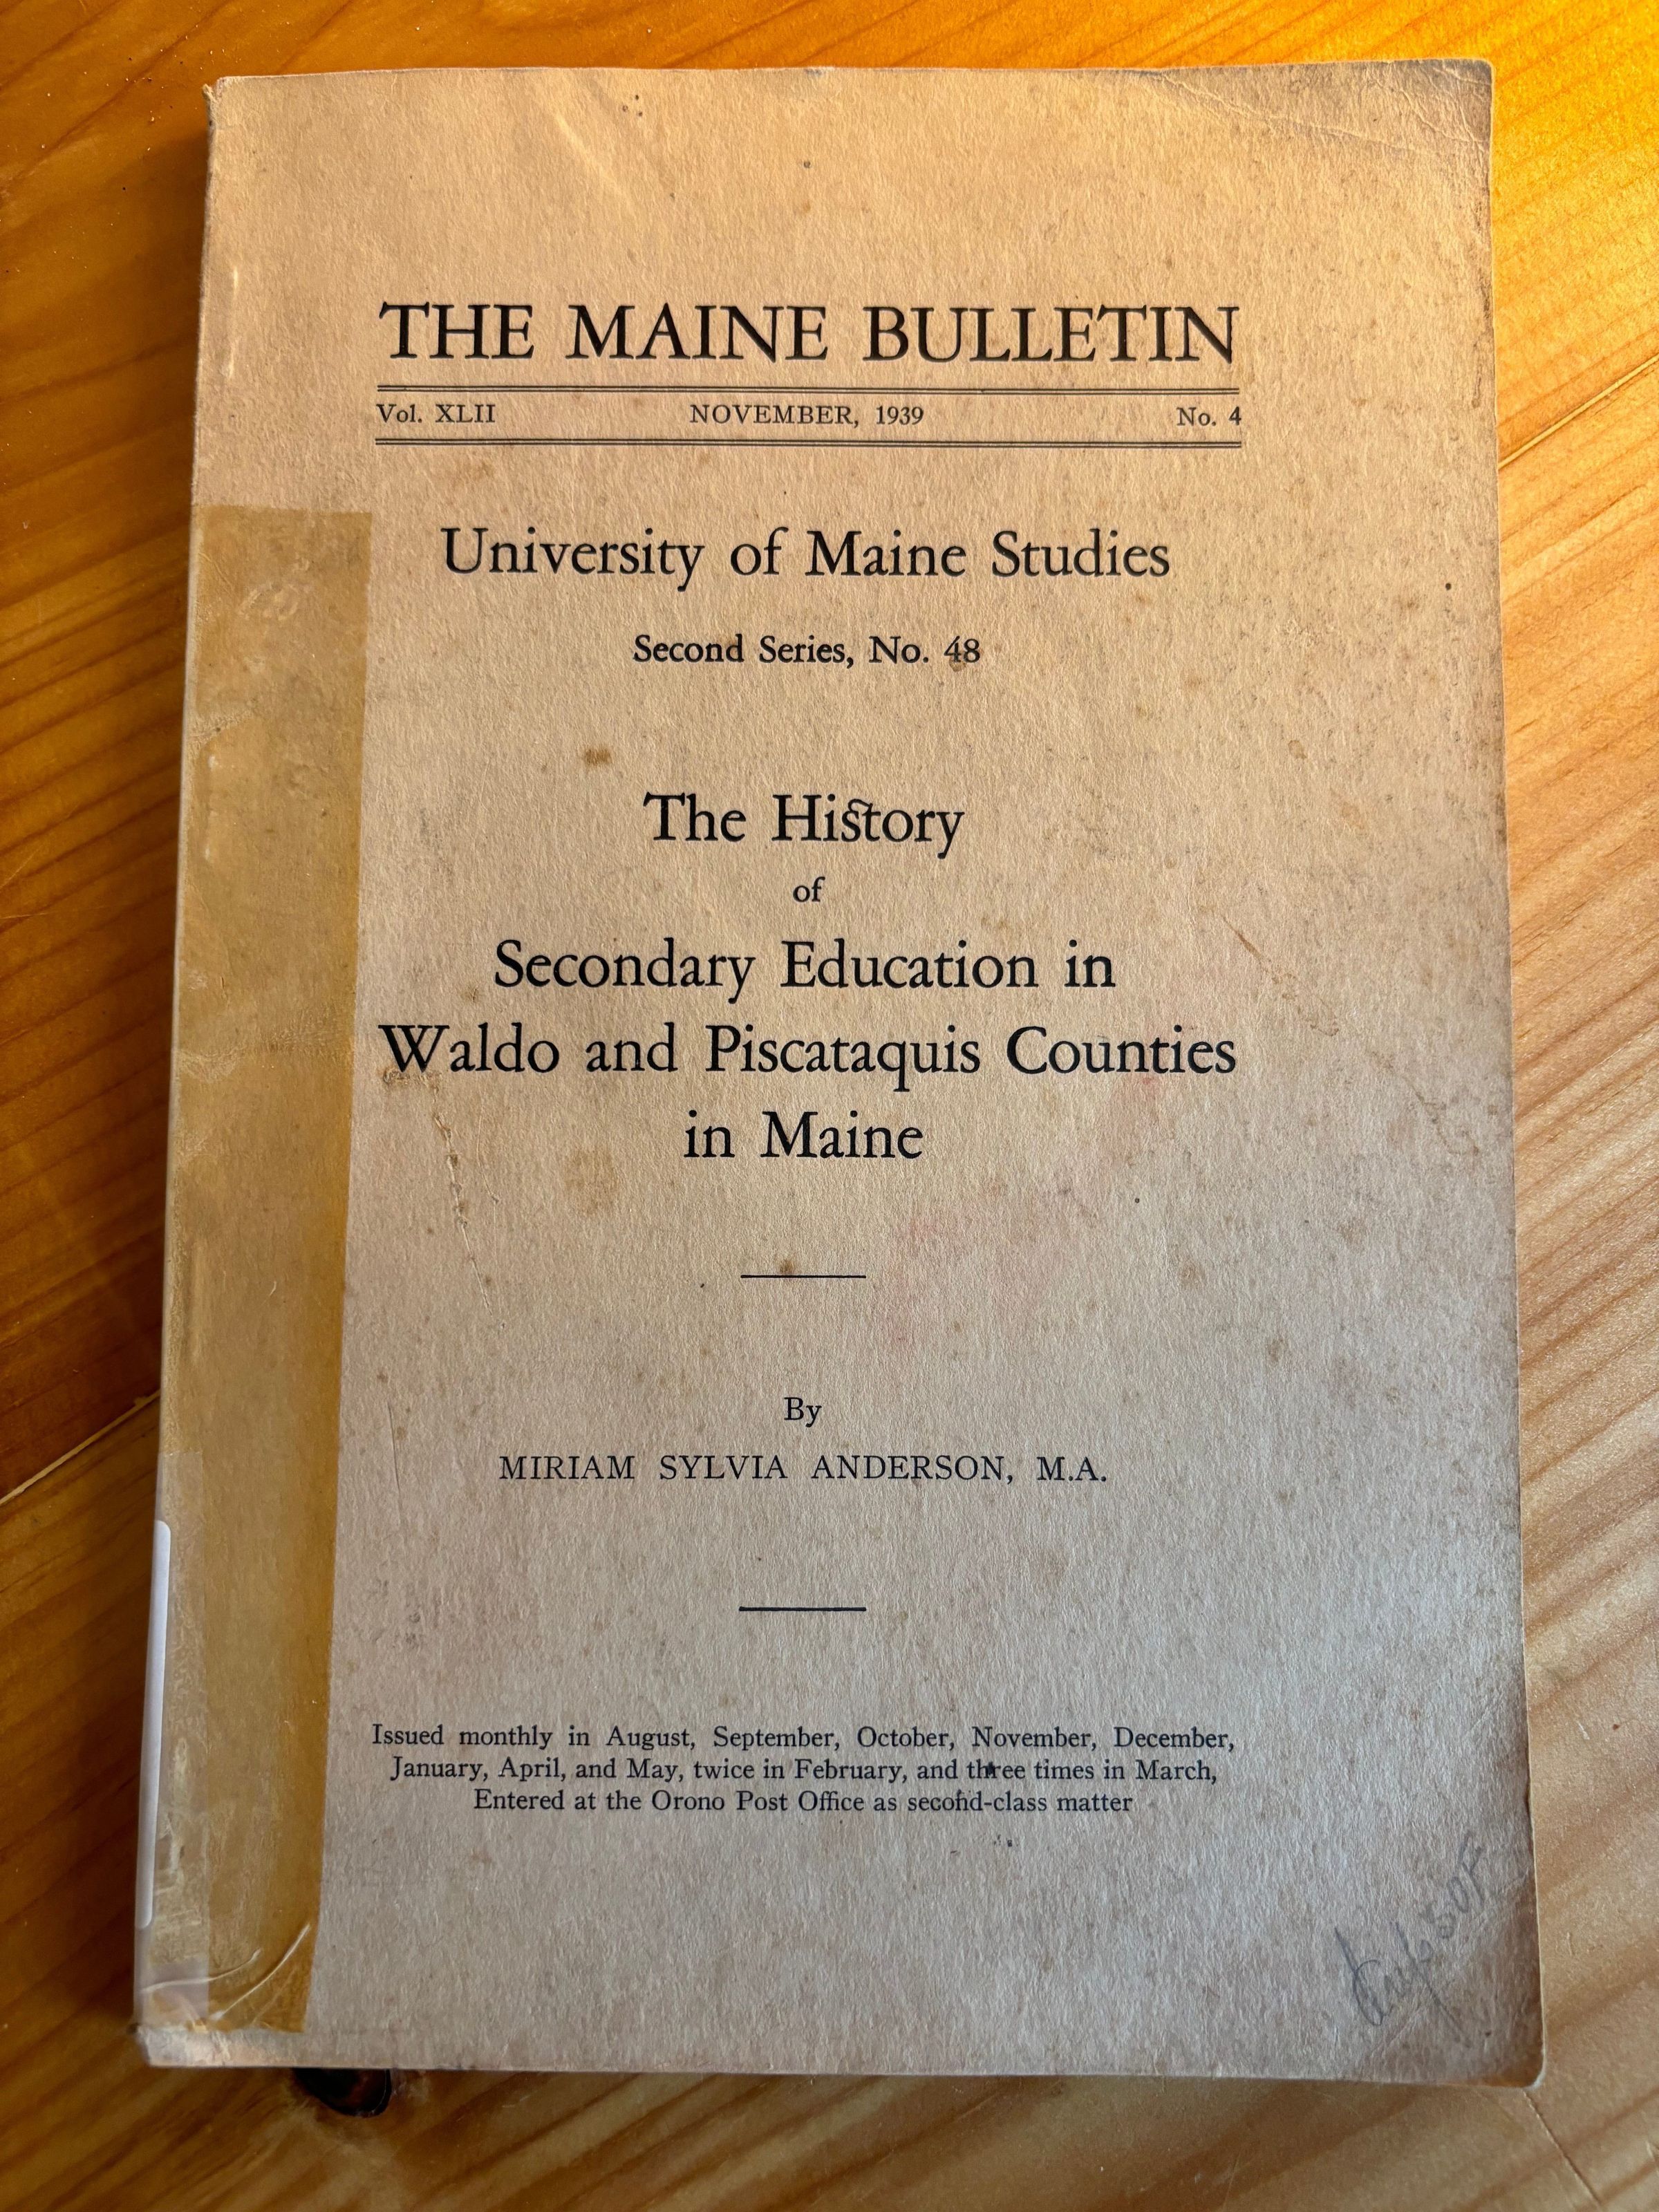 THE MAINE BULLETIN
Vol. XLII NOVEMBER, 1939 No. 4
University of Maine Studies
Second Series, No. 48
The History
of
Secondary Education in
Waldo and Piscataquis Counties
in Maine
By
MIRIAM SYLVIA ANDERSON, M.A.
Issued monthly in August, September, October, November, December,
January, April, and May, twice in February, and three times in March,
Entered at the Orono Post Office as second-class matter